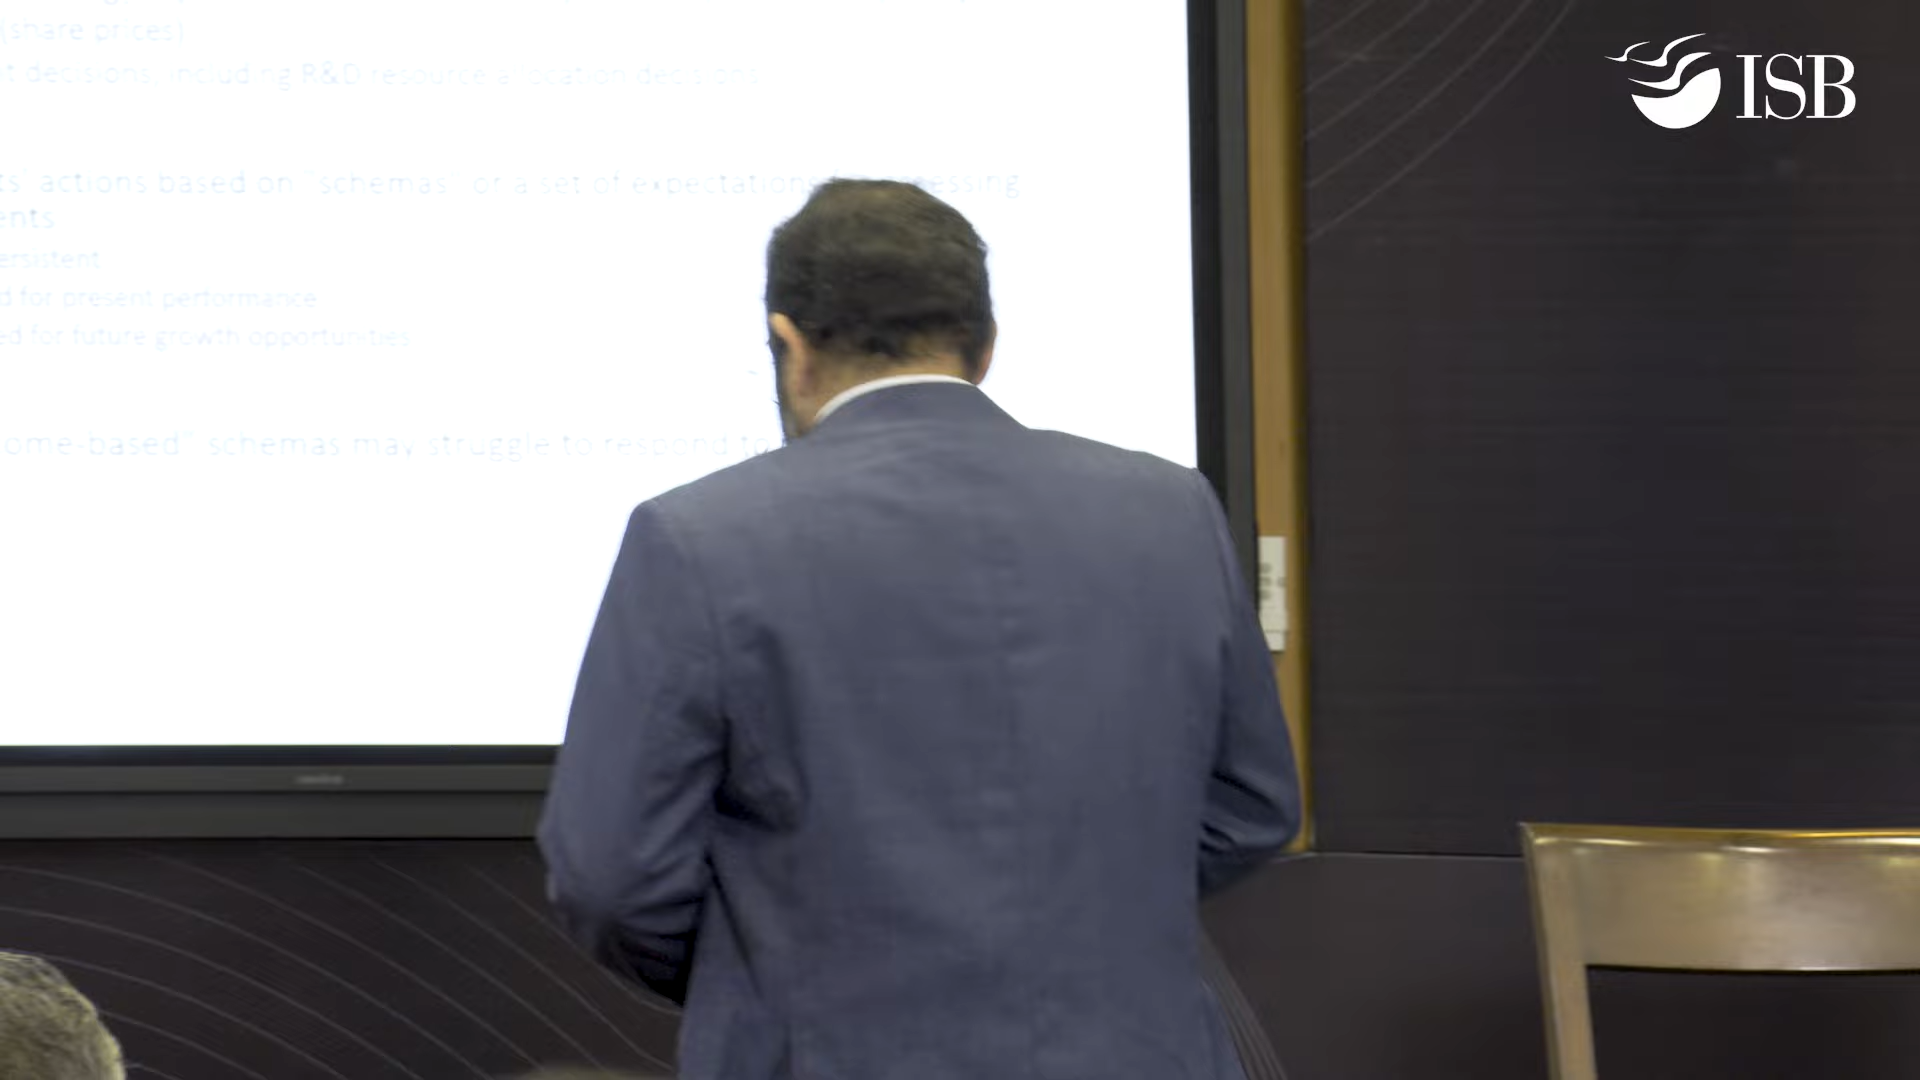 ISB
(share prices)
t decisions, including R&D resource allocation decisions
ts' actions based on "schemas" or a set of expectations
essing
ents
ersistent
d for present performance
ed for future growth opportunities
ome-based" schemas may struggle to respond to